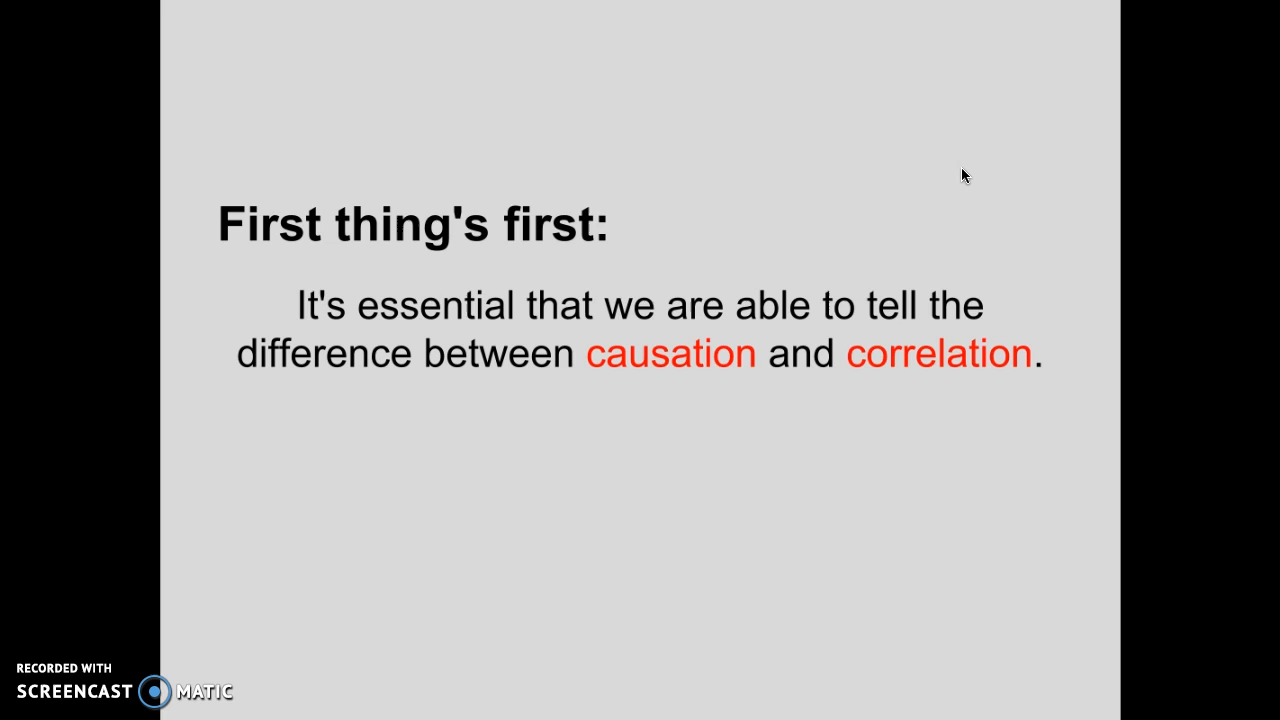 First thing's first:
It's essential that we are able to tell the
difference between causation and correlation.
RECORDED WITH
SCREENCAST MATIC